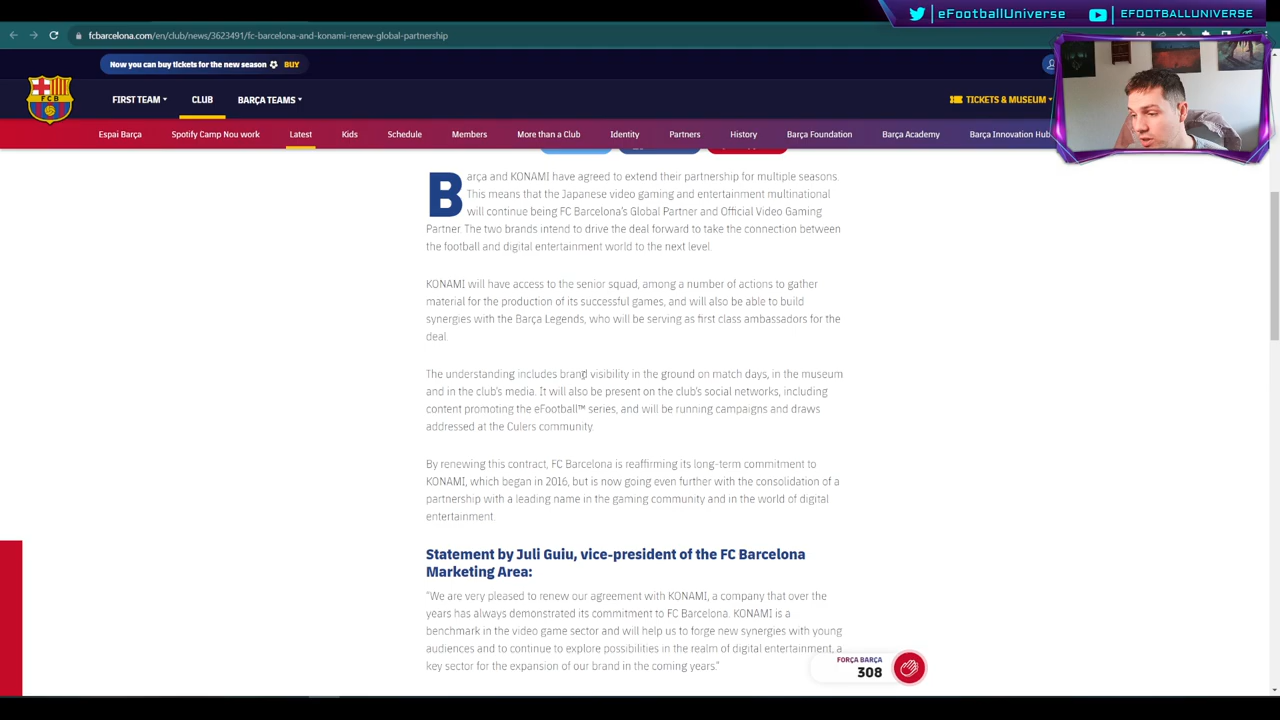 eFootballUniverse EFOOTBALLUNIVERSE
fcbarcelona.com/en/club/news/3623491/fc-barcelona-and-konami-renew-global-partnership
Now you can buy tickets for the new season BUY
FCB
FIRST TEAM CLUB BARÇA TEAMS TICKETS & MUSEUM
Espai Barça Spotify Camp Nou work Latest Kids Schedule Members More than a Club Identity Partners History Barça Foundation Barça Academy Barça Innovation Hub
Barça and KONAMI have agreed to extend their partnership for multiple seasons.
This means that the Japanese video gaming and entertainment multinational
will continue being FC Barcelona's Global Partner and Official Video Gaming
Partner. The two brands intend to drive the deal forward to take the connection between
the football and digital entertainment world to the next level.
KONAMI will have access to the senior squad, among a number of actions to gather
material for the production of its successful games, and will also be able to build
synergies with the Barça Legends, who will be serving as first class ambassadors for the
deal.
The understanding includes brand visibility in the ground on match days, in the museum
and in the club's media. It will also be present on the club's social networks, including
content promoting the eFootball™ series, and will be running campaigns and draws
addressed at the Culers community.
By renewing this contract, FC Barcelona is reaffirming its long-term commitment to
KONAMI, which began in 2016, but is now going even further with the consolidation of a
partnership with a leading name in the gaming community and in the world of digital
entertainment.
Statement by Juli Guiu, vice-president of the FC Barcelona
Marketing Area:
"We are very pleased to renew our agreement with KONAMI, a company that over the
years has always demonstrated its commitment to FC Barcelona. KONAMI is a
benchmark in the video game sector and will help us to forge new synergies with young
audiences and to continue to explore possibilities in the realm of digital entertainment, a
key sector for the expansion of our brand in the coming years."
FORÇA BARÇA
308